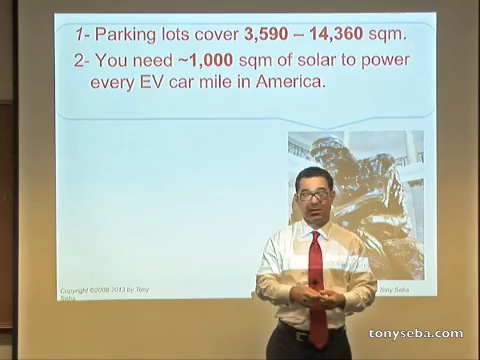 1- Parking lots cover 3,590 – 14,360 sqm.
2- You need ~1,000 sqm of solar to power
every EV car mile in America.
Copyright ©2008-2013 by Tony
Seba
Tony Seba
tonyseba.com